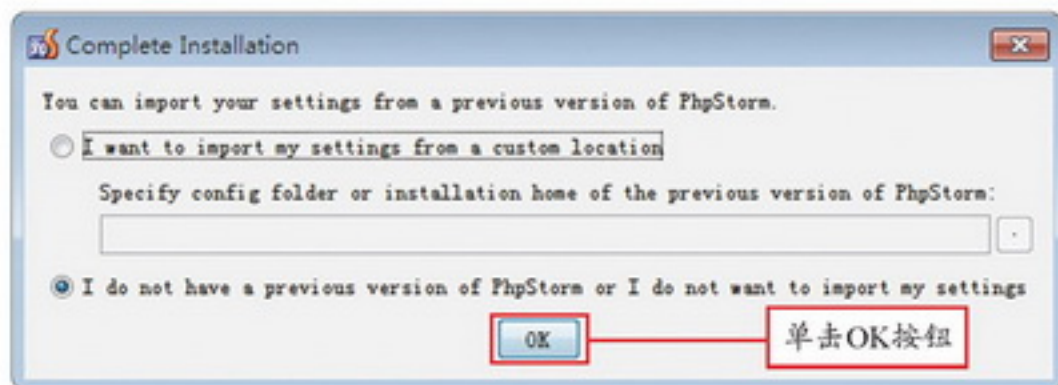 Complete Installation
You can import your settings from a previous version of PhpStorm.
I want to import my settings from a custom location
Specify config folder or installation home of the previous version of PhpStorm:
I do not have a previous version of PhpStorm or I do not want to import my settings
OK
单击OK按钮